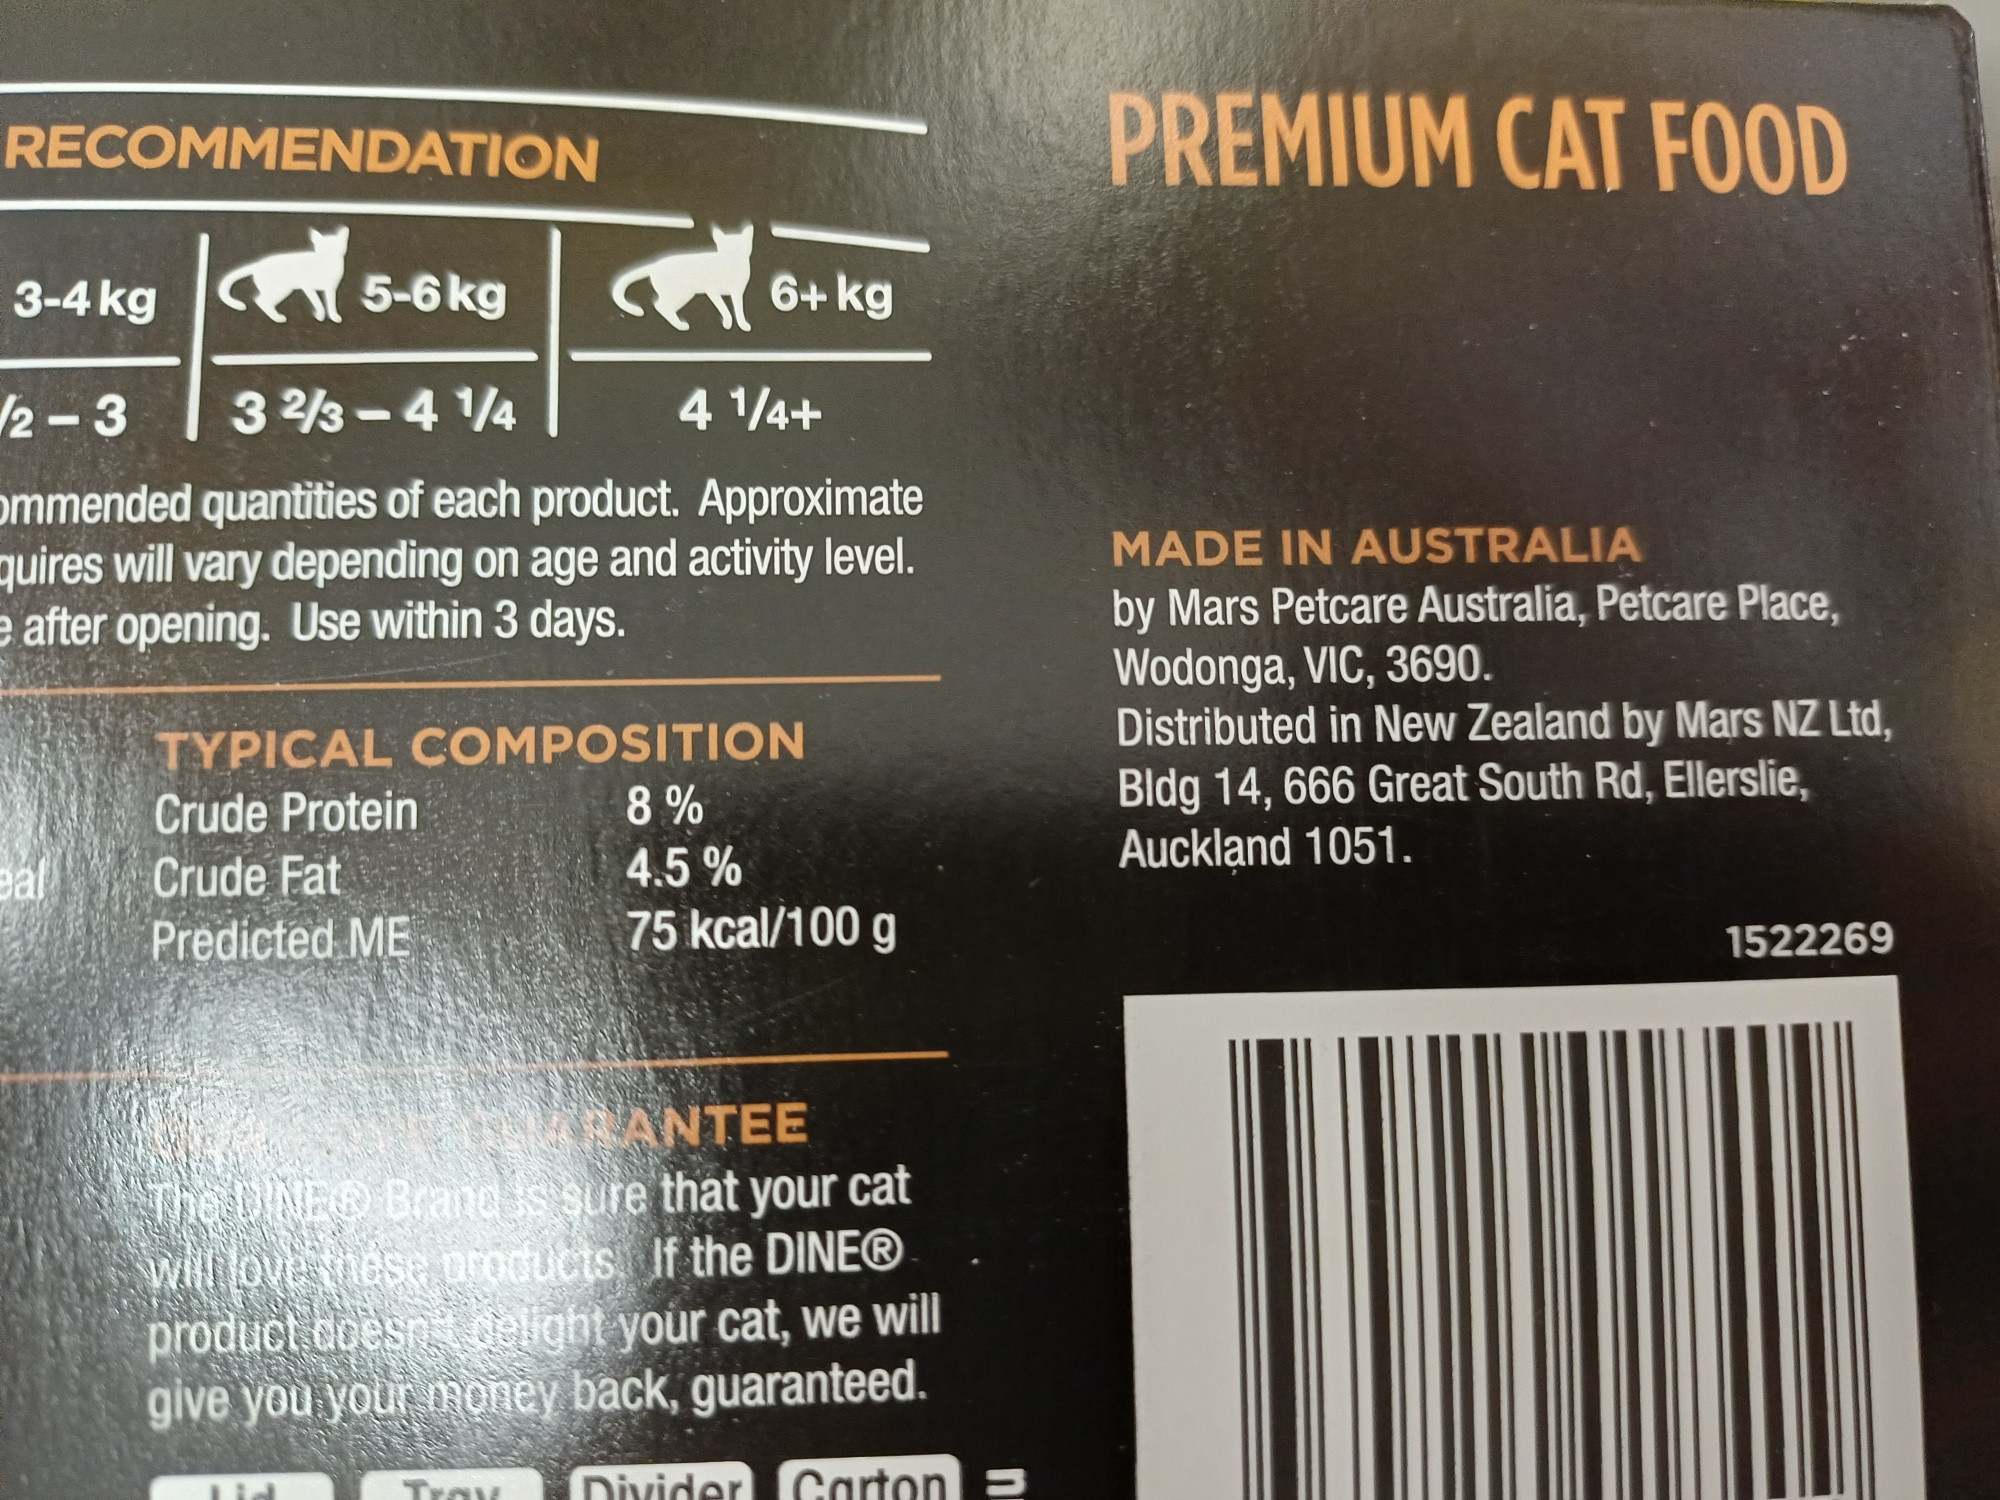 RECOMMENDATION
3-4 kg
5-6 kg
6+ kg
/2 – 3
3 2/3 – 4 1/4
4 1/4+
quantities of each product. Approximate
will vary depending on age and activity level.
after opening. Use within 3 days.
TYPICAL COMPOSITION
Crude Protein 8 %
Crude Fat 4.5 %
Predicted ME 75 kcal/100 g
GUARANTEE
The DINE® Brand is sure that your cat
will love these products. If the DINE®
product doesn't delight your cat, we will
give you your money back, guaranteed.
Lid
Tray
Divider
Carton
PREMIUM CAT FOOD
MADE IN AUSTRALIA
by Mars Petcare Australia, Petcare Place,
Wodonga, VIC, 3690.
Distributed in New Zealand by Mars NZ Ltd,
Bldg 14, 666 Great South Rd, Ellerslie,
Auckland 1051.
1522269